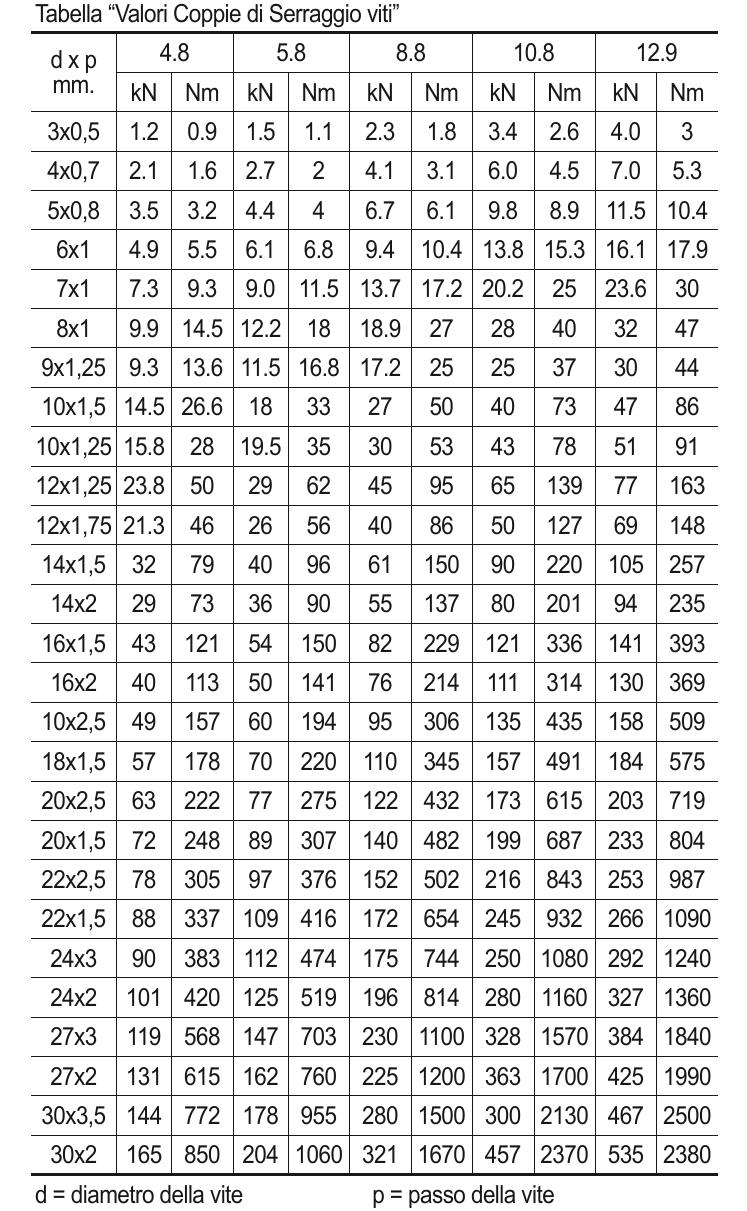 Tabella “Valori Coppie di Serraggio viti”
d x p mm. 4.8 5.8 8.8 10.8 12.9
kN Nm kN Nm kN Nm kN Nm kN Nm
3x0,5 1.2 0.9 1.5 1.1 2.3 1.8 3.4 2.6 4.0 3
4x0,7 2.1 1.6 2.7 2 4.1 3.1 6.0 4.5 7.0 5.3
5x0,8 3.5 3.2 4.4 4 6.7 6.1 9.8 8.9 11.5 10.4
6x1 4.9 5.5 6.1 6.8 9.4 10.4 13.8 15.3 16.1 17.9
7x1 7.3 9.3 9.0 11.5 13.7 17.2 20.2 25 23.6 30
8x1 9.9 14.5 12.2 18 18.9 27 28 40 32 47
9x1,25 9.3 13.6 11.5 16.8 17.2 25 25 37 30 44
10x1,5 14.5 26.6 18 33 27 50 40 73 47 86
10x1,25 15.8 28 19.5 35 30 53 43 78 51 91
12x1,25 23.8 50 29 62 45 95 65 139 77 163
12x1,75 21.3 46 26 56 40 86 50 127 69 148
14x1,5 32 79 40 96 61 150 90 220 105 257
14x2 29 73 36 90 55 137 80 201 94 235
16x1,5 43 121 54 150 82 229 121 336 141 393
16x2 40 113 50 141 76 214 111 314 130 369
10x2,5 49 157 60 194 95 306 135 435 158 509
18x1,5 57 178 70 220 110 345 157 491 184 575
20x2,5 63 222 77 275 122 432 173 615 203 719
20x1,5 72 248 89 307 140 482 199 687 233 804
22x2,5 78 305 97 376 152 502 216 843 253 987
22x1,5 88 337 109 416 172 654 245 932 266 1090
24x3 90 383 112 474 175 744 250 1080 292 1240
24x2 101 420 125 519 196 814 280 1160 327 1360
27x3 119 568 147 703 230 1100 328 1570 384 1840
27x2 131 615 162 760 225 1200 363 1700 425 1990
30x3,5 144 772 178 955 280 1500 300 2130 467 2500
30x2 165 850 204 1060 321 1670 457 2370 535 2380
d = diametro della vite p = passo della vite